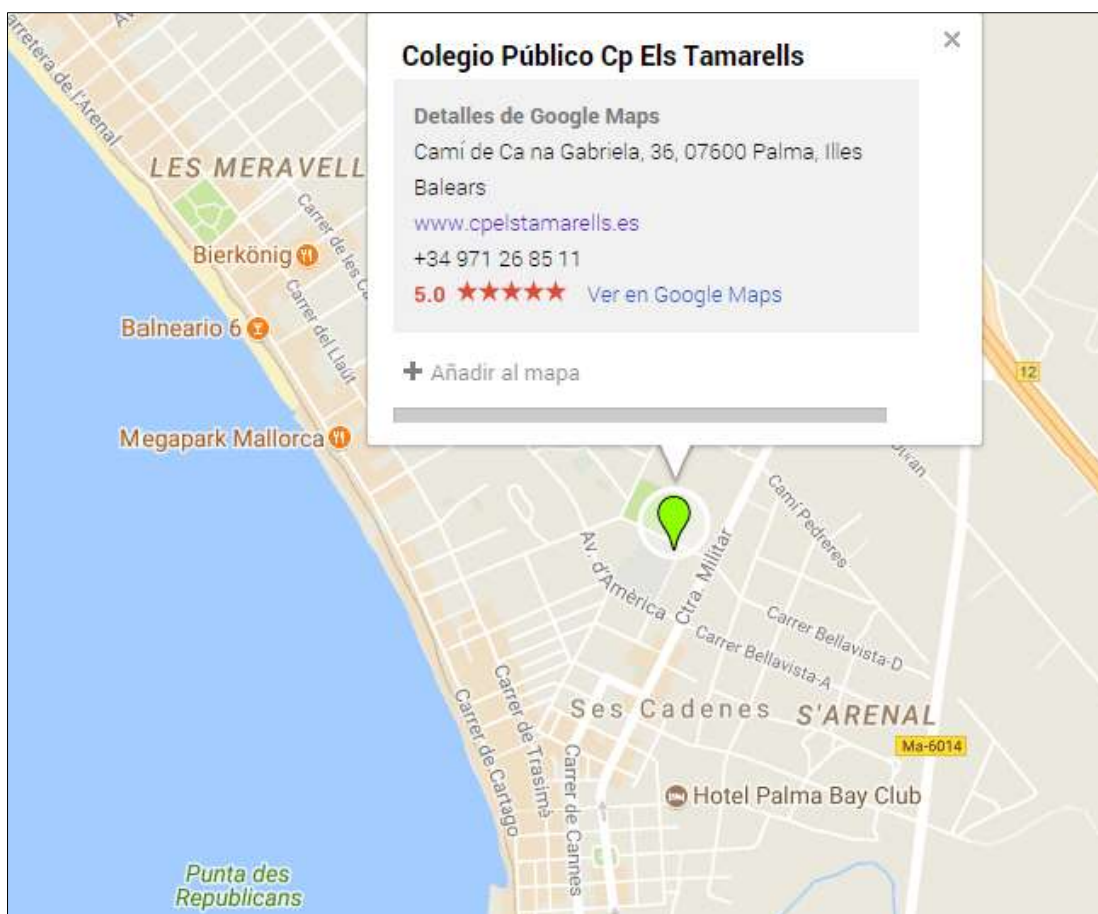 Colegio Público Cp Els Tamarells
×
Detalles de Google Maps
Camí de Ca na Gabriela, 36, 07600 Palma, Illes
Balears
www.cpelstamarells.es
+34 971 26 85 11
5.0 ★★★★★ Ver en Google Maps
+ Añadir al mapa
Carretera de l'Arenal
LES MERAVELL
Carrer de les Ca
Bierkönig
Carrer del Llaüt
Balneario 6
12
Megapark Mallorca
Camí Pedreres
Av. d'Amèrica
Ctra. Militar
Carrer Bellavista-D
Carrer Bellavista-A
Ses Cadenes
S'ARENAL
Ma-6014
Carrer de Trasimè
Carrer de Cartago
Carrer de Cannes
Hotel Palma Bay Club
Punta des
Republicans